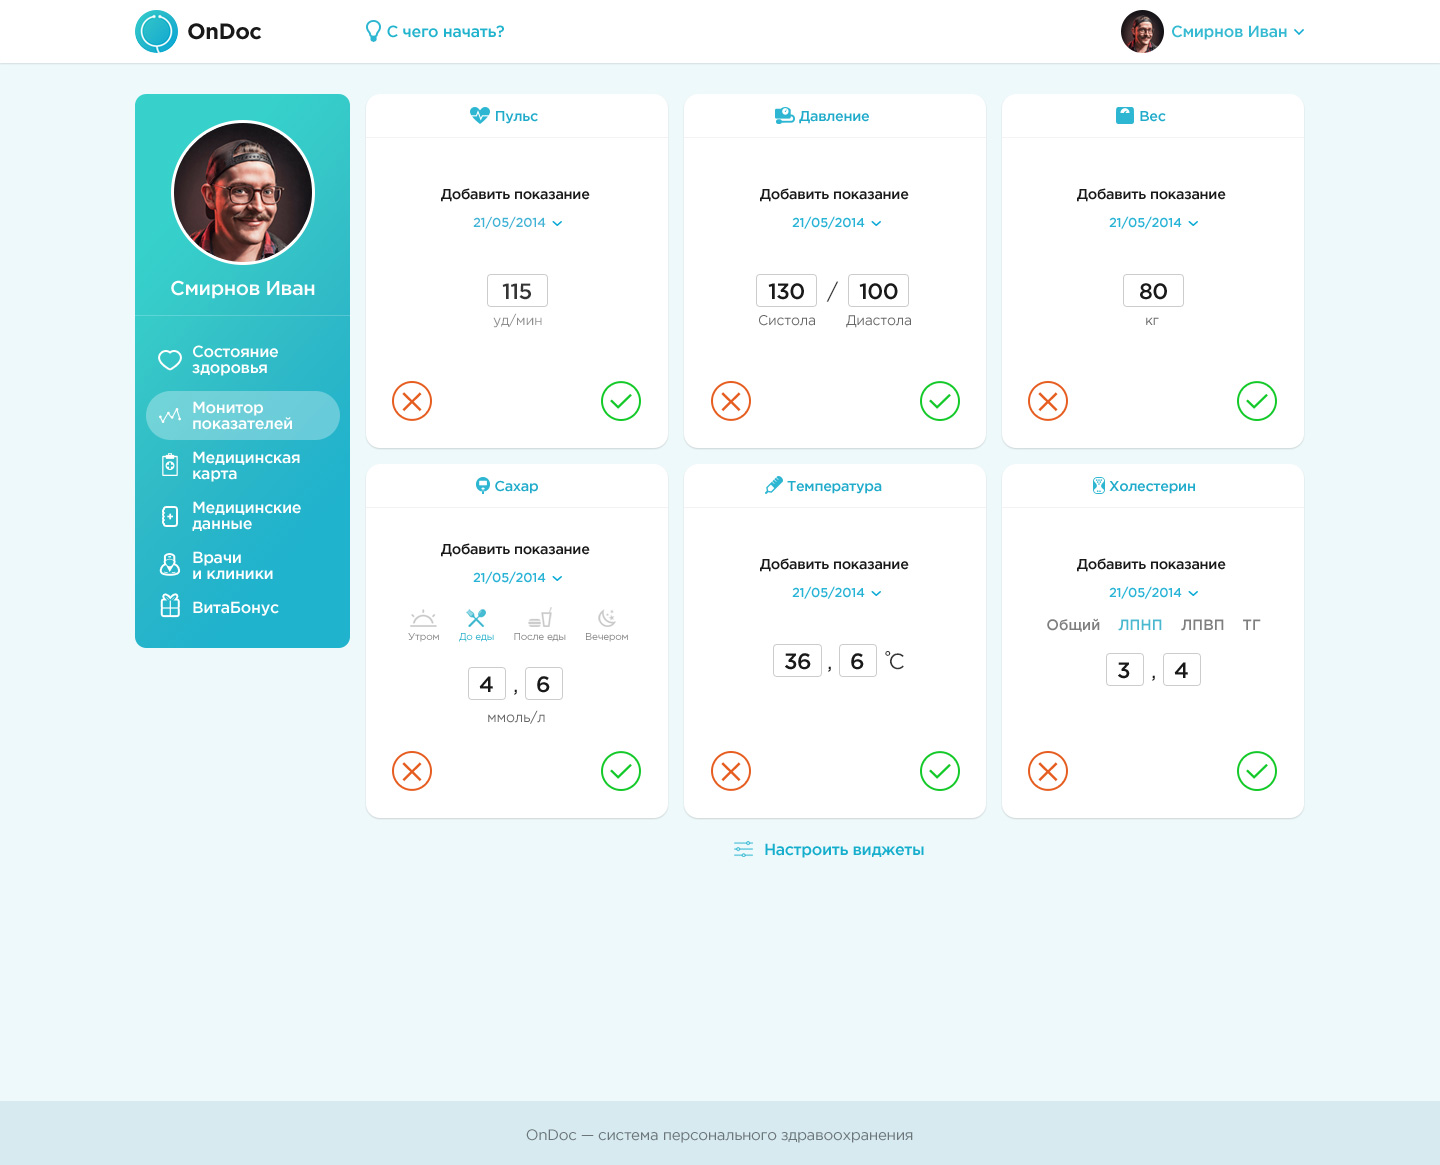 OnDoc
С чего начать?
Смирнов Иван
Смирнов Иван
Состояние
здоровья
Монитор
показателей
Медицинская
карта
Медицинские
данные
Врачи
и клиники
ВитаБонус
Пульс
Добавить показание
21/05/2014
115
уд/мин
Давление
Добавить показание
21/05/2014
130 / 100
Систола Диастола
Вес
Добавить показание
21/05/2014
80
кг
Сахар
Добавить показание
21/05/2014
Утром До еды После еды Вечером
4 , 6
ммоль/л
Температура
Добавить показание
21/05/2014
36 , 6 °C
Холестерин
Добавить показание
21/05/2014
Общий ЛПНП ЛПВП ТГ
3 , 4
Настроить виджеты
OnDoc — система персонального здравоохранения